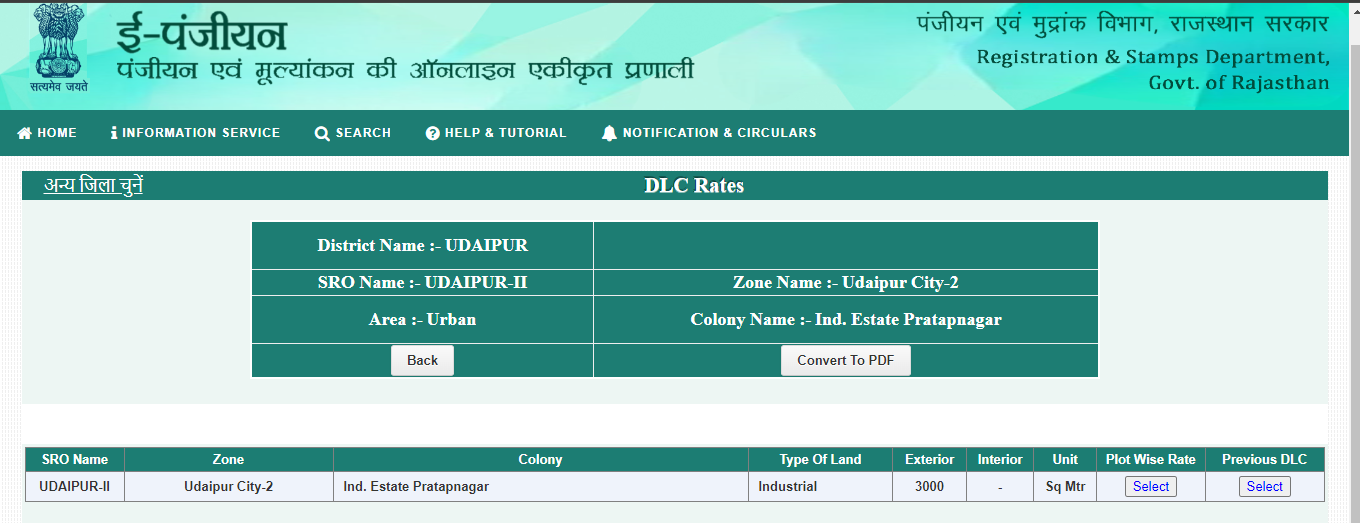 ई-पंजीयन
पंजीयन एवं मूल्यांकन की ऑनलाइन एकीकृत प्रणाली
सत्यमेव जयते
पंजीयन एवं मुद्रांक विभाग, राजस्थान सरकार
Registration & Stamps Department,
Govt. of Rajasthan
HOME INFORMATION SERVICE SEARCH HELP & TUTORIAL NOTIFICATION & CIRCULARS
अन्य जिला चुनें DLC Rates
District Name :- UDAIPUR
SRO Name :- UDAIPUR-II Zone Name :- Udaipur City-2
Area :- Urban Colony Name :- Ind. Estate Pratapnagar
Back Convert To PDF
SRO Name Zone Colony Type Of Land Exterior Interior Unit Plot Wise Rate Previous DLC
UDAIPUR-II Udaipur City-2 Ind. Estate Pratapnagar Industrial 3000 - Sq Mtr Select Select